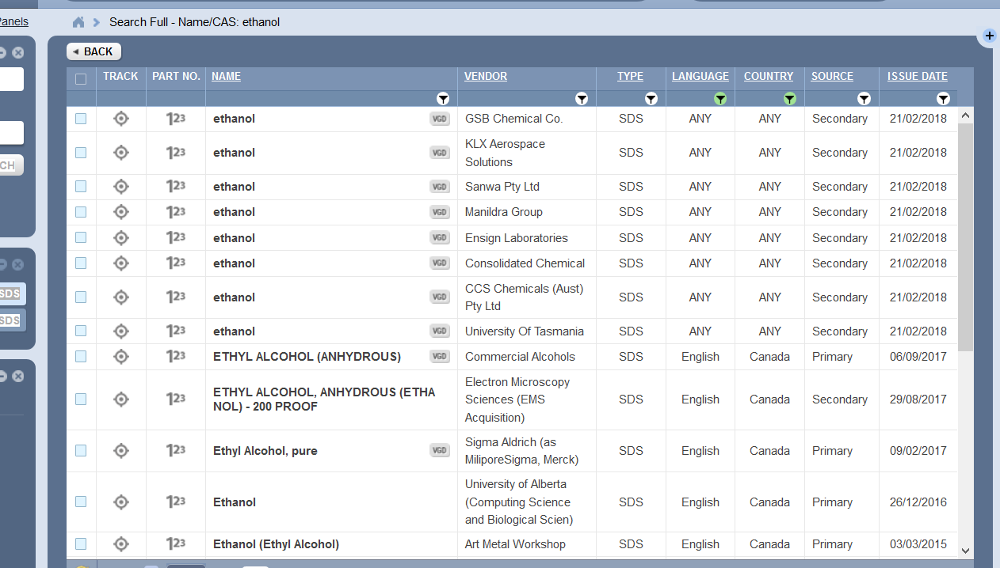 Panels
Search Full - Name/CAS: ethanol
BACK
TRACK PART NO. NAME VENDOR TYPE LANGUAGE COUNTRY SOURCE ISSUE DATE
123 ethanol VGD GSB Chemical Co. SDS ANY ANY Secondary 21/02/2018
123 ethanol VGD KLX Aerospace
Solutions SDS ANY ANY Secondary 21/02/2018
CH
123 ethanol VGD Sanwa Pty Ltd SDS ANY ANY Secondary 21/02/2018
123 ethanol VGD Manildra Group SDS ANY ANY Secondary 21/02/2018
123 ethanol VGD Ensign Laboratories SDS ANY ANY Secondary 21/02/2018
123 ethanol VGD Consolidated Chemical SDS ANY ANY Secondary 21/02/2018
SDS
123 ethanol VGD CCS Chemicals (Aust)
Pty Ltd SDS ANY ANY Secondary 21/02/2018
SDS
123 ethanol VGD University Of Tasmania SDS ANY ANY Secondary 21/02/2018
123 ETHYL ALCOHOL (ANHYDROUS) VGD Commercial Alcohols SDS English Canada Primary 06/09/2017
123 ETHYL ALCOHOL, ANHYDROUS (ETHA
NOL) - 200 PROOF Electron Microscopy
Sciences (EMS
Acquisition) SDS English Canada Secondary 29/08/2017
123 Ethyl Alcohol, pure VGD Sigma Aldrich (as
MiliporeSigma, Merck) SDS English Canada Primary 09/02/2017
123 Ethanol University of Alberta
(Computing Science
and Biological Scien) SDS English Canada Primary 26/12/2016
123 Ethanol (Ethyl Alcohol) Art Metal Workshop SDS English Canada Primary 03/03/2015